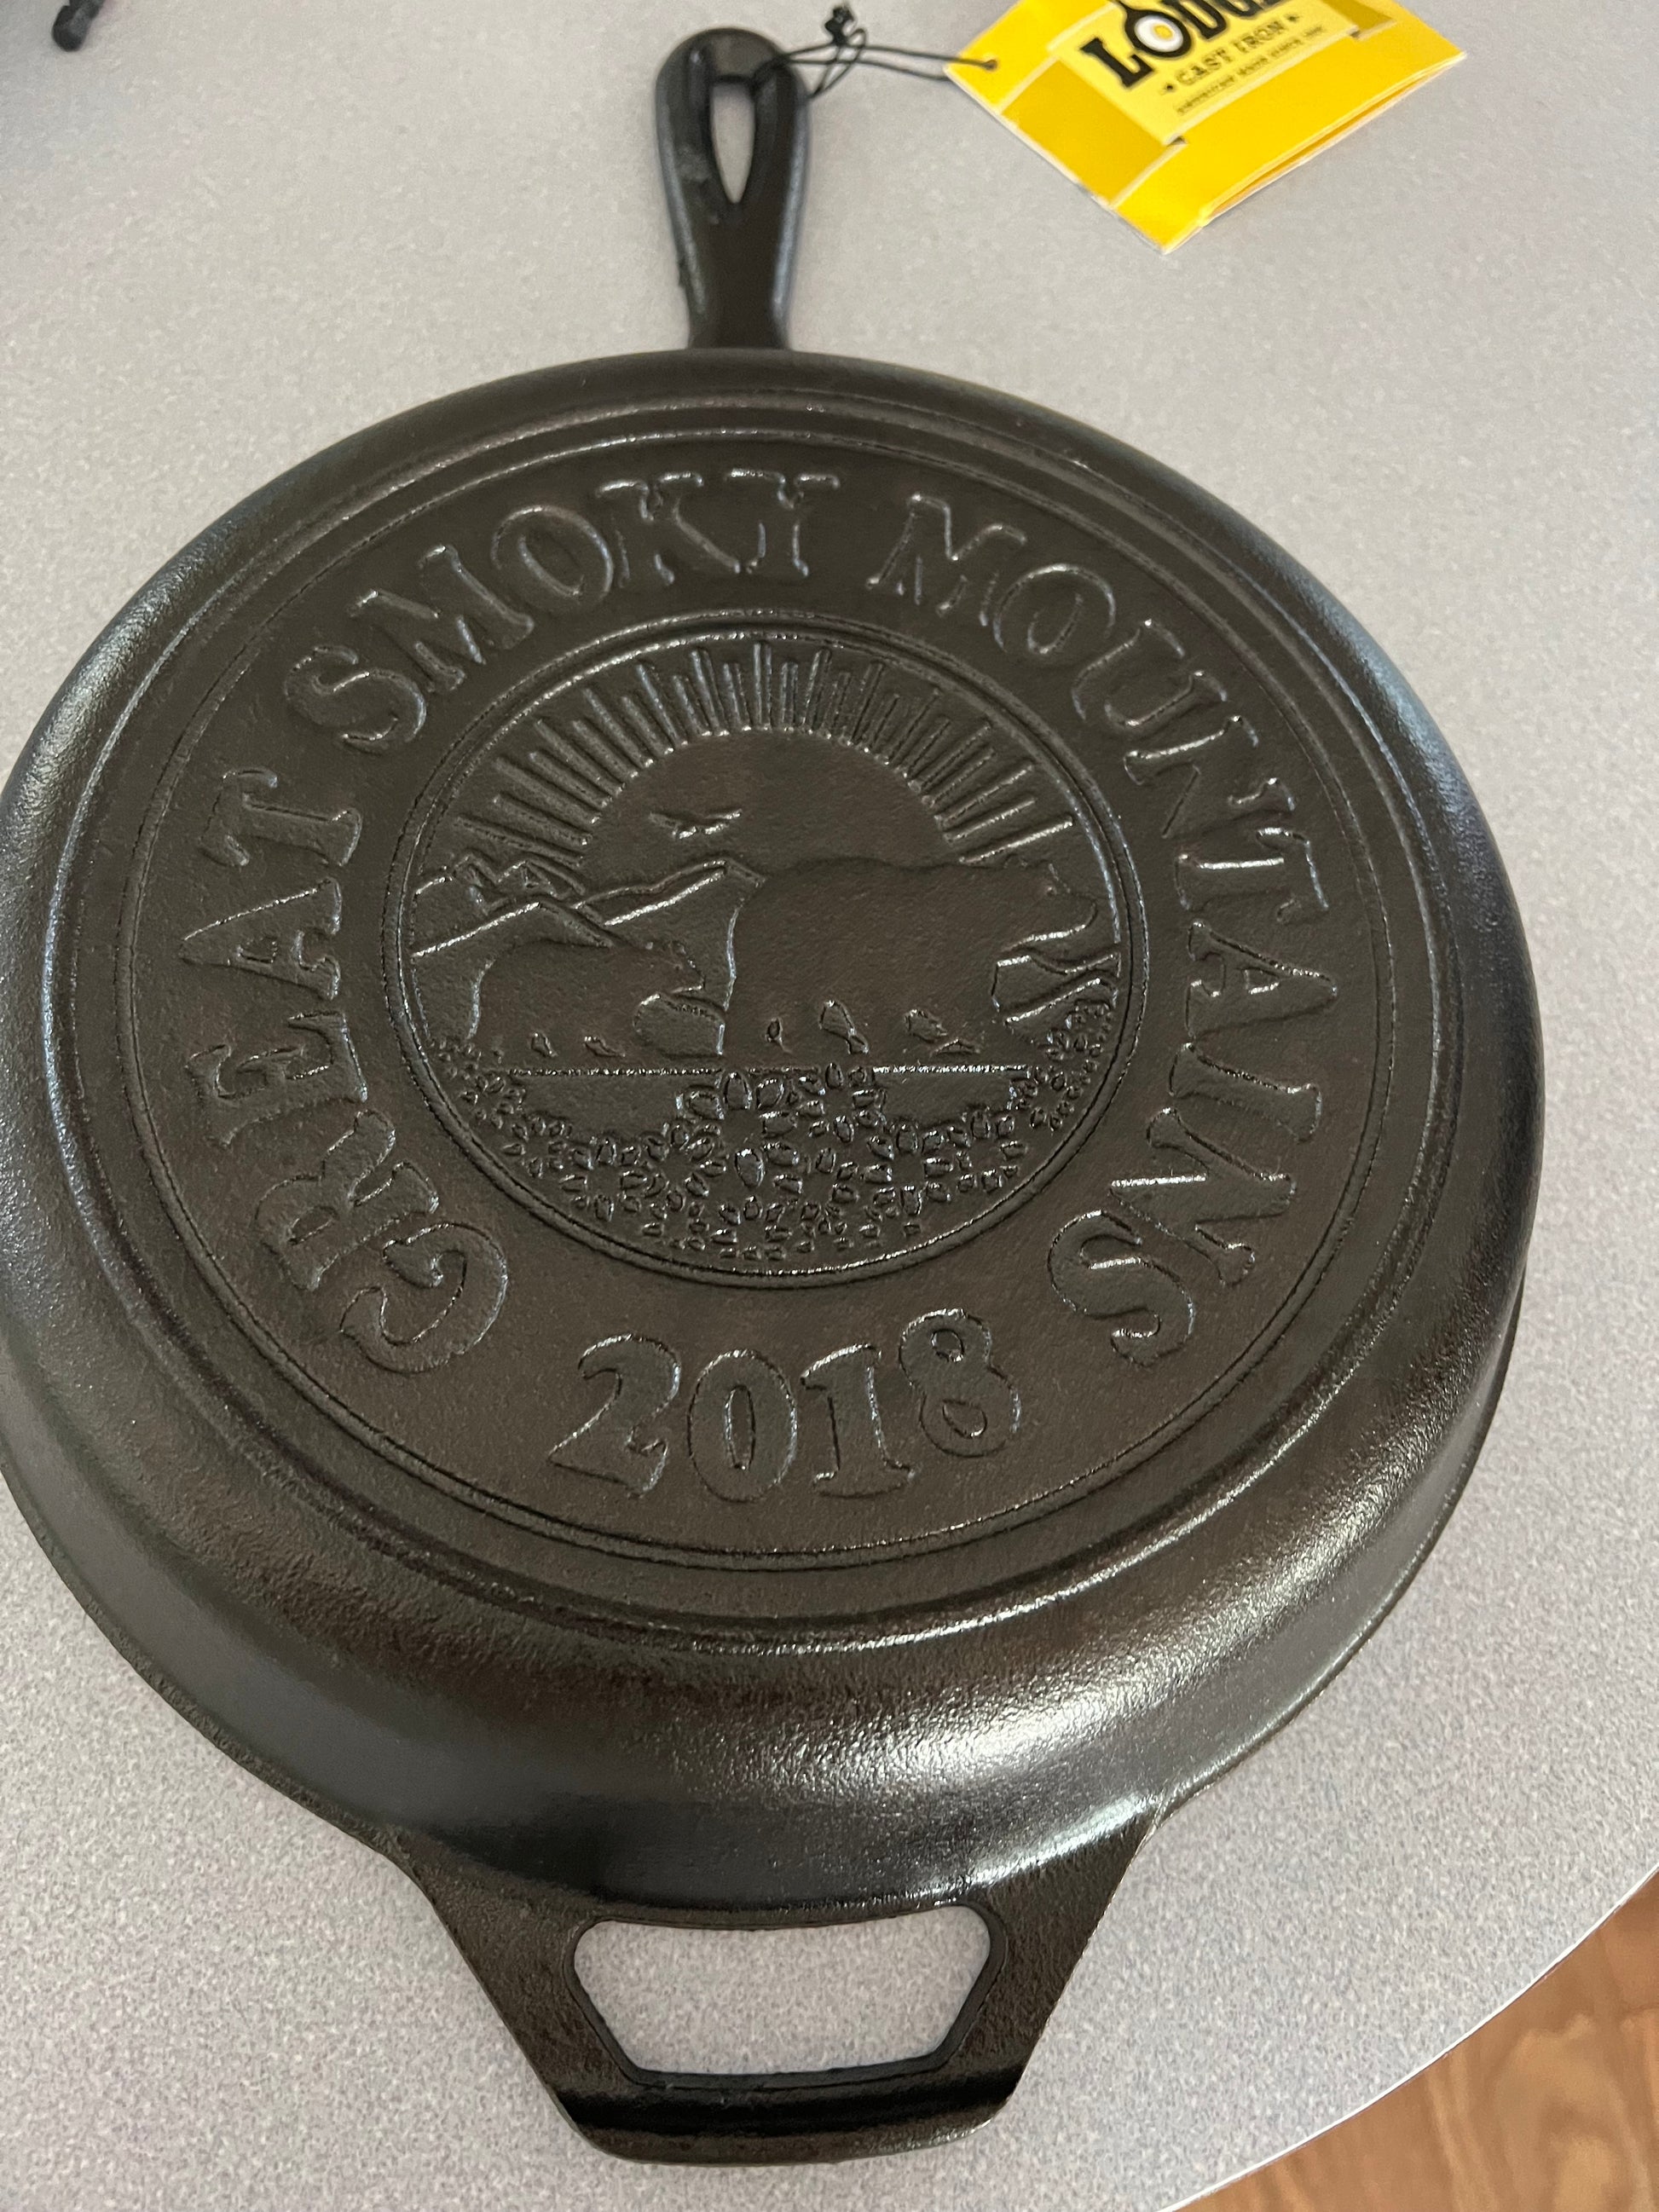 LODGE
CAST IRON
GREAT SMOKY MOUNTAINS
2018